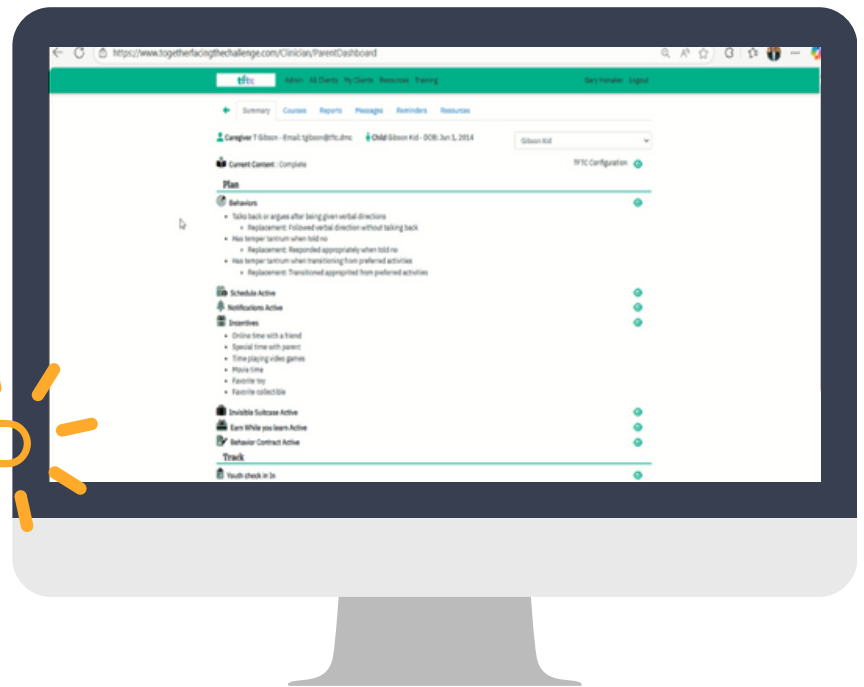 https://www.togetherfacingthechallenge.com/Clinician/ParentDashboard
tftc Admin All Clients My Clients Resources Training Logout
Summary Courses Reports Messages Reminders Resources
Caregiver T Gibson - Email: tgibson@tftc.dmc Child Gibson Kid - DOB: Jun 1, 2014 Gibson Kid
Current Content : Complete TFTC Configuration
Plan
Behaviors
Talks back or argues after being given verbal directions
Replacement: Followed verbal direction without talking back
Has temper tantrum when told no
Replacement: Responded appropriately when told no
Has temper tantrum when transitioning from preferred activities
Replacement: Transitioned from preferred activities
Schedule Active
Notifications Active
Incentives
Online time with a friend
Special time with parent
Time playing video games
Movie time
Favorite toy
Favorite collectible
Invisible Suitcase Active
Earn While you learn Active
Behavior Contract Active
Track
Youth check in In